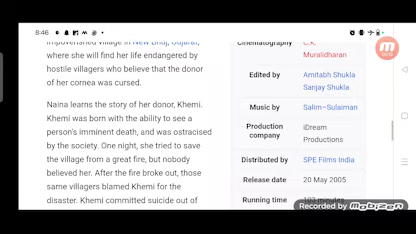 8:46
impoverished village in New Bhuj, Gujarat,
where she will find her life endangered by
hostile villagers who believe that the donor
of her cornea was cursed.
Naina learns the story of her donor, Khemi.
Khemi was born with the ability to see a
person's imminent death, and was ostracised
by the society. One night, she tried to save
the village from a great fire, but nobody
believed her. After the fire broke out, those
same villagers blamed Khemi for the
disaster. Khemi committed suicide out of
Cinematography C.K.
Muralidharan
Edited by Amitabh Shukla
Sanjay Shukla
Music by Salim–Sulaiman
Production company iDream Productions
Distributed by SPE Films India
Release date 20 May 2005
Running time 103 minutes
Recorded by Mobizen